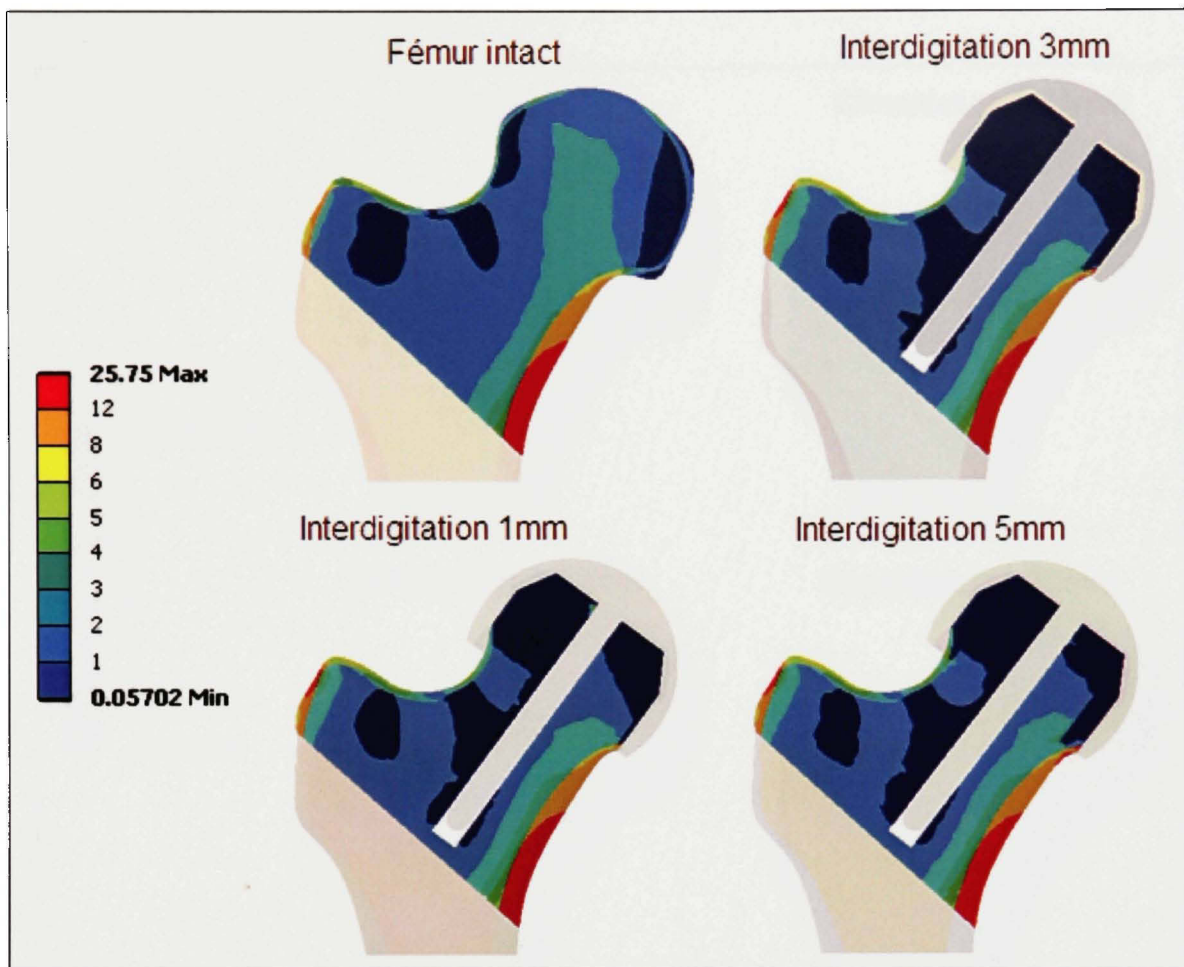 Fémur intact
Interdigitation 3mm
25.75 Max
12
8
6
5
4
3
2
1
0.05702 Min
Interdigitation 1mm
Interdigitation 5mm